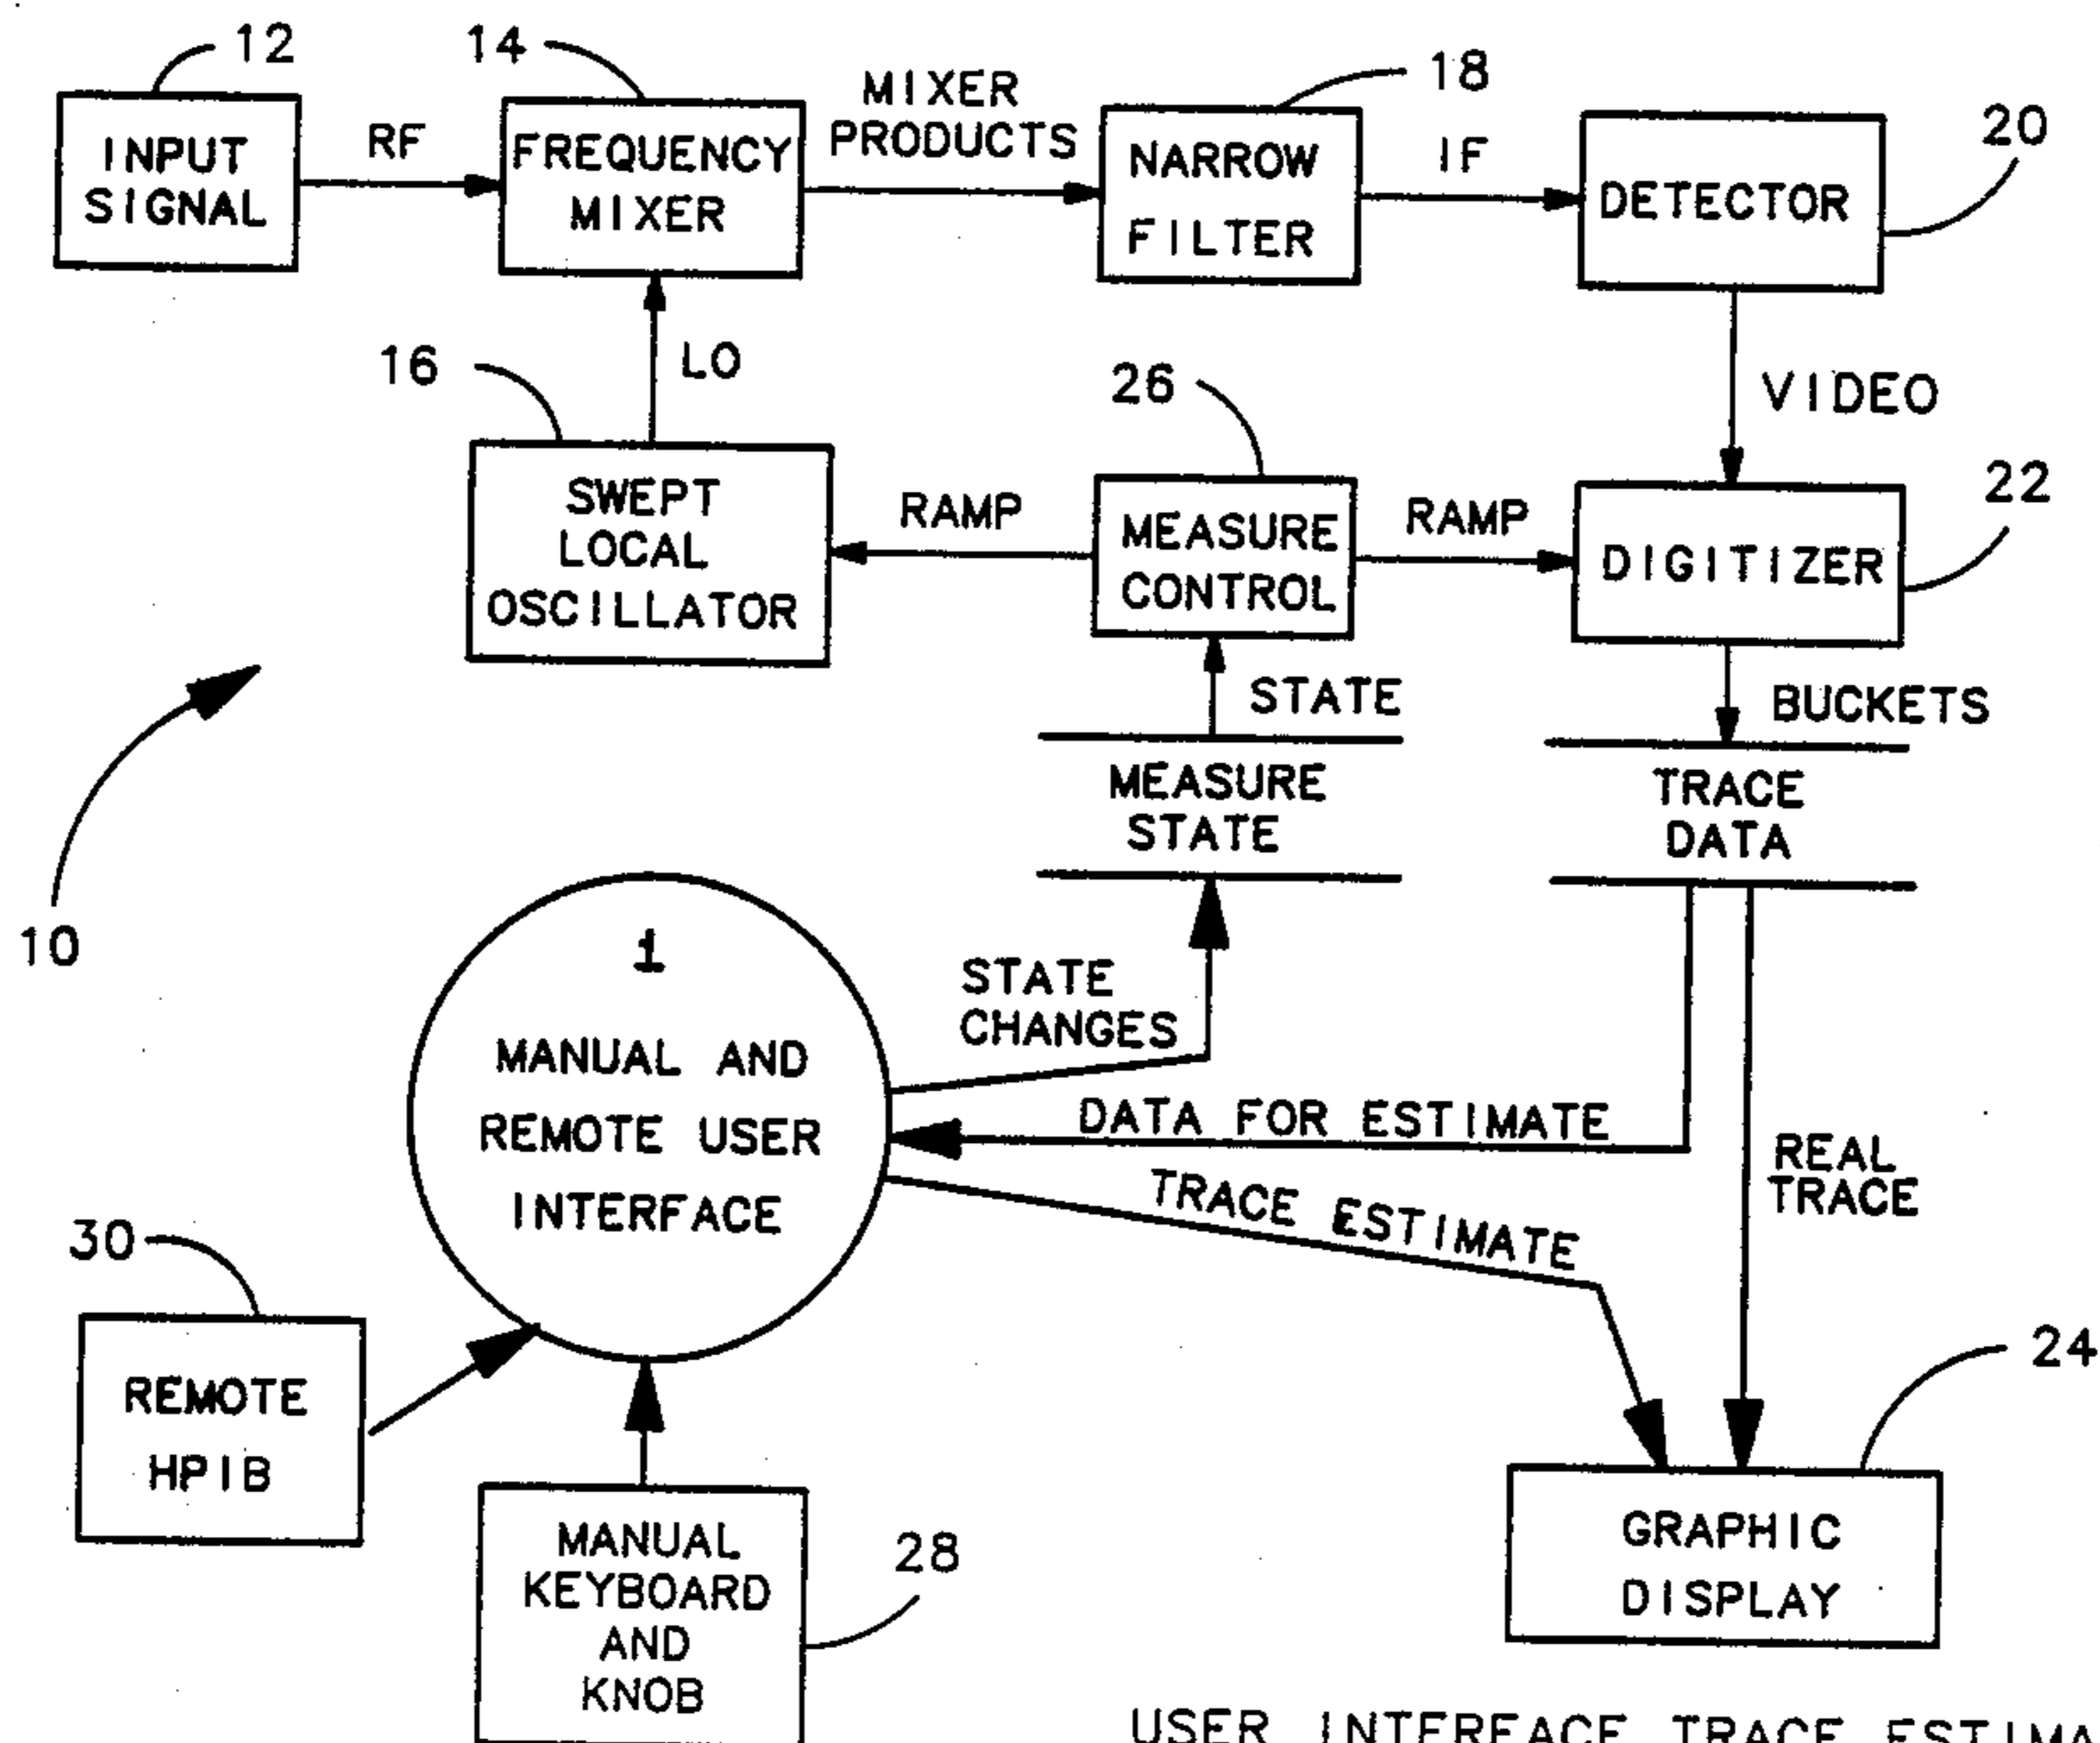 12
14
MIXER
PRODUCTS
18
20
INPUT
SIGNAL
RF
FREQUENCY
MIXER
NARROW
FILTER
IF
DETECTOR
16
LO
26
VIDEO
22
SWEPT
LOCAL
OSCILLATOR
RAMP
MEASURE
CONTROL
RAMP
DIGITIZER
STATE
BUCKETS
MEASURE
STATE
TRACE
DATA
10
1
MANUAL AND
REMOTE USER
INTERFACE
STATE
CHANGES
DATA FOR ESTIMATE
TRACE ESTIMATE
REAL
TRACE
30
REMOTE
HPIB
24
MANUAL
KEYBOARD
AND
KNOB
28
GRAPHIC
DISPLAY
USER INTERFACE TRACE